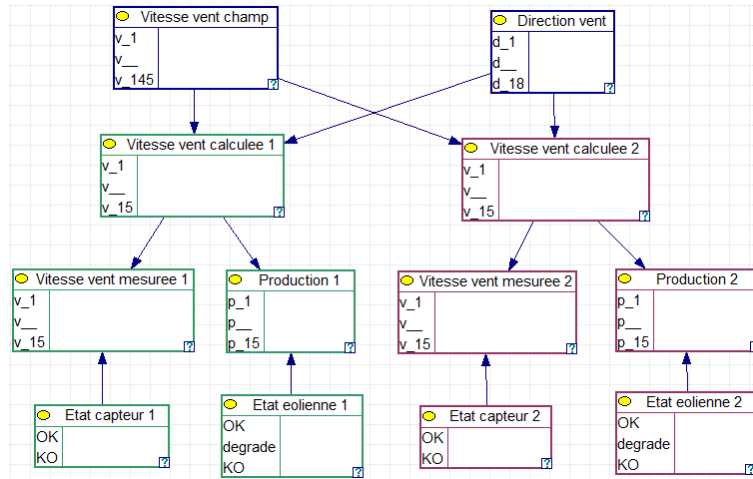 Vitesse vent champ
v_1
v__
v_145
?
Direction vent
d_1
d__
d_18
?
Vitesse vent calculee 1
v_1
v__
v_15
?
Vitesse vent calculee 2
v_1
v__
v_15
?
Vitesse vent mesuree 1
v_1
v__
v_15
?
Production 1
p_1
p__
p_15
?
Vitesse vent mesuree 2
v_1
v__
v_15
?
Production 2
p_1
p__
p_15
?
Etat capteur 1
OK
KO
?
Etat eolienne 1
OK
degrade
KO
?
Etat capteur 2
OK
KO
?
Etat eolienne 2
OK
degrade
KO
?